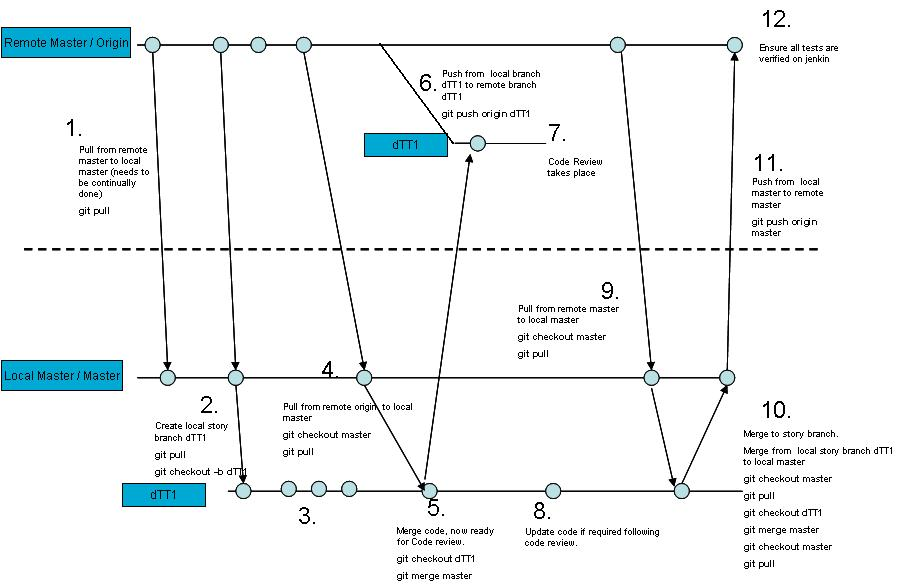 12.
Remote Master / Origin
Ensure all tests are
verified on jenkin
6.
Push from local branch
dTT1 to remote branch
dTT1
git push origin dTT1
1.
Pull from remote
master to local
master (needs to
be continually
done)
git pull
dTT1
7.
Code Review
takes place
11.
Push from local
master to remote
master
git push origin
master
9.
Pull from remote master
to local master
git checkout master
git pull
Local Master / Master
4.
Pull from remote origin to local
master
git checkout master
git pull
2.
Create local story
branch dTT1
git pull
git checkout –b dTT1
dTT1
3.
5.
Merge code, now ready
for Code review.
git checkout dTT1
git merge master
8.
Update code if required following
code review.
10.
Merge to story branch.
Merge from local story branch dTT1
to local master
git checkout master
git pull
git checkout dTT1
git merge master
git checkout master
git pull